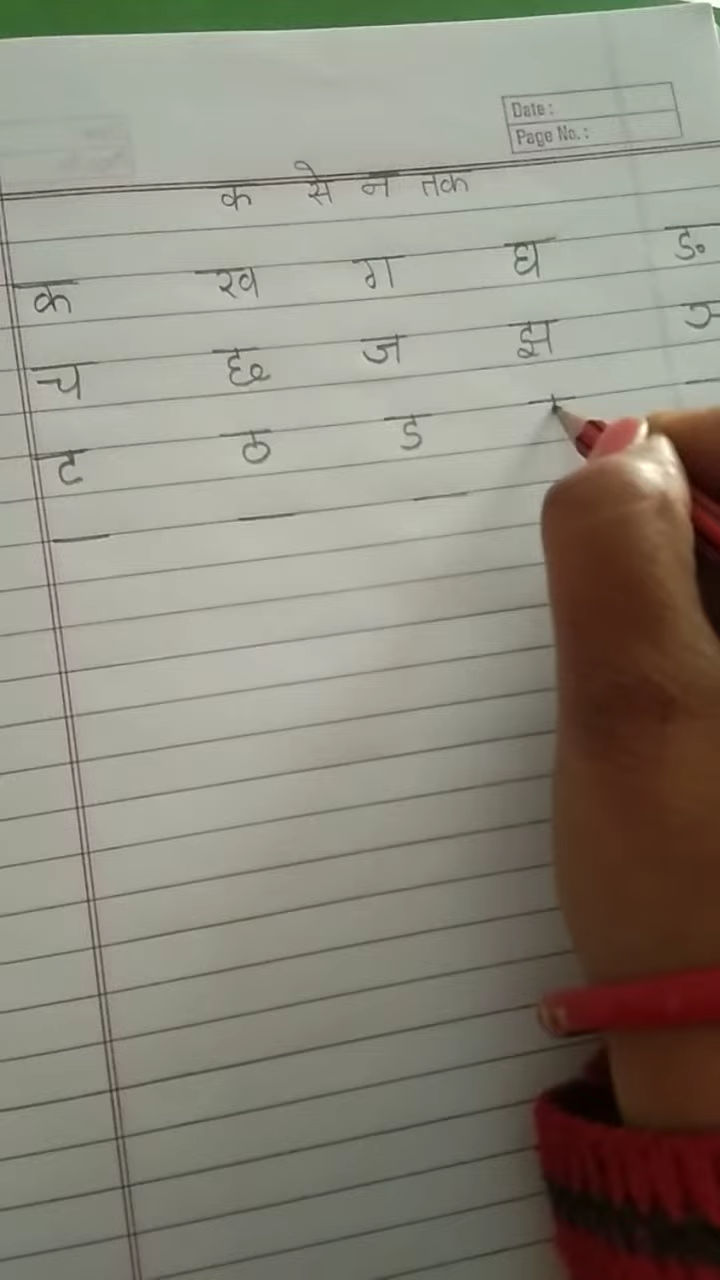 Date :
Page No. :
क से न तक
क ख ग घ ङ
च छ ज झ
ट ठ ड